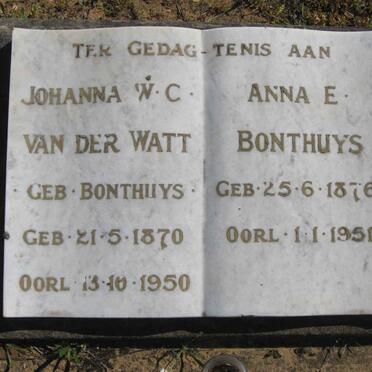 TER GEDAG-TENIS AAN
JOHANNA W·C·
VAN DER WATT
·GEB·BONTHUYS·
GEB·21·5·1870
OORL 13·10·1950
ANNA E·
BONTHUYS
GEB·25·6·1876
OORL·1·1·1951